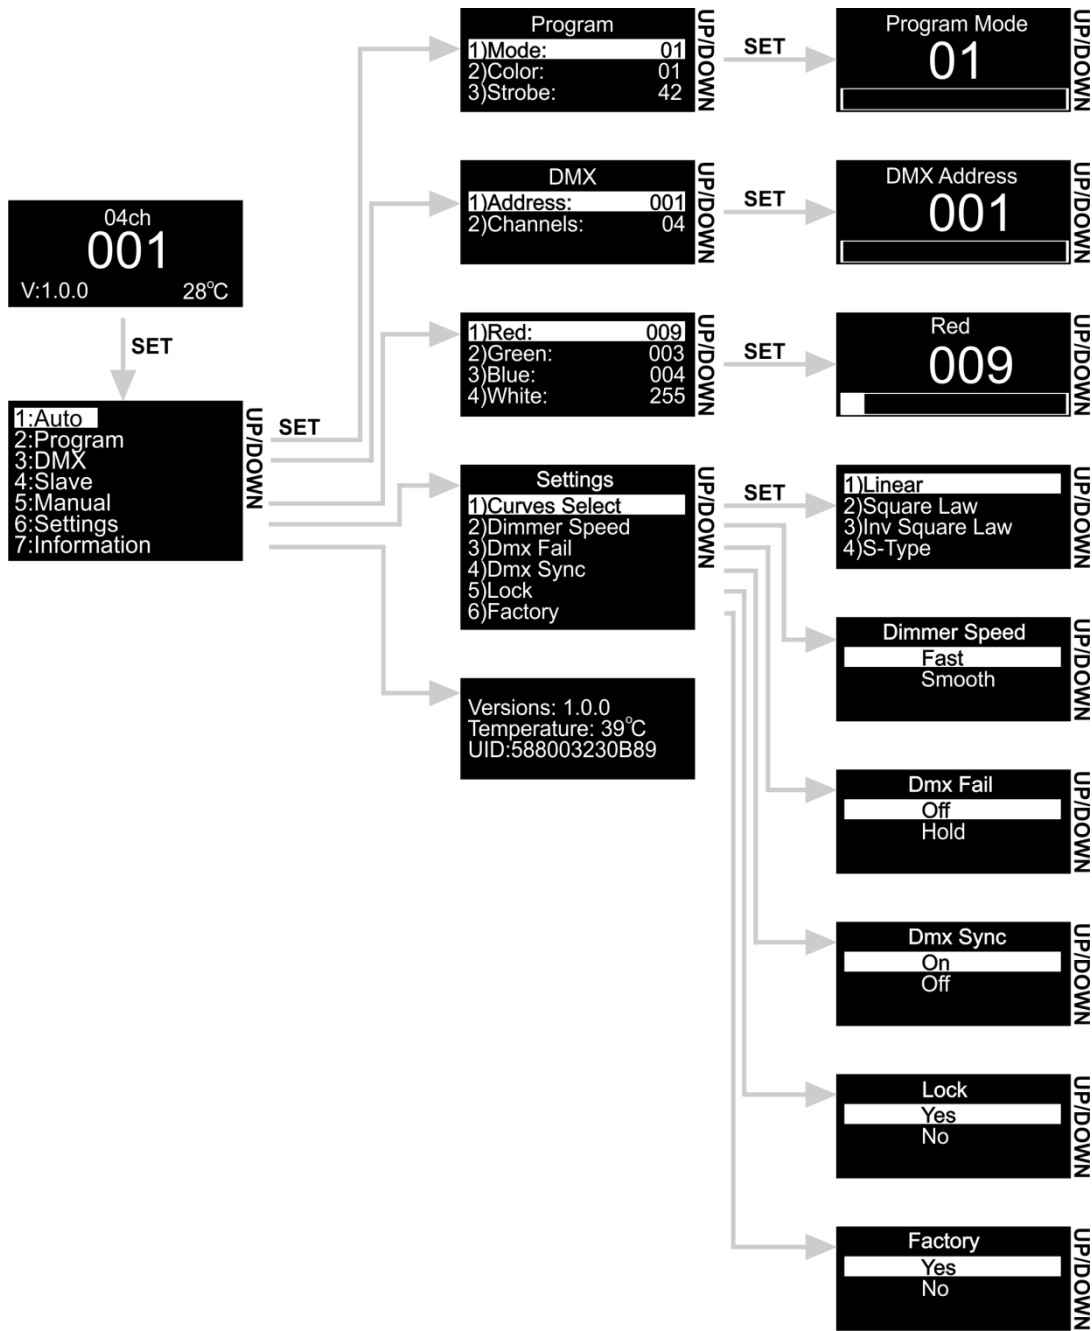 04ch
001
V:1.0.0 28°C
SET
1:Auto
2:Program
3:DMX
4:Slave
5:Manual
6:Settings
7:Information
UP/DOWN
SET
Program
1)Mode: 01
2)Color: 01
3)Strobe: 42
UP/DOWN
SET
Program Mode
01
UP/DOWN
DMX
1)Address: 001
2)Channels: 04
UP/DOWN
SET
DMX Address
001
UP/DOWN
1)Red: 009
2)Green: 003
3)Blue: 004
4)White: 255
UP/DOWN
SET
Red
009
UP/DOWN
Settings
1)Curves Select
2)Dimmer Speed
3)Dmx Fail
4)Dmx Sync
5)Lock
6)Factory
UP/DOWN
SET
1)Linear
2)Square Law
3)Inv Square Law
4)S-Type
UP/DOWN
Dimmer Speed
Fast
Smooth
UP/DOWN
Versions: 1.0.0
Temperature: 39°C
UID:588003230B89
Dmx Fail
Off
Hold
UP/DOWN
Dmx Sync
On
Off
UP/DOWN
Lock
Yes
No
UP/DOWN
Factory
Yes
No
UP/DOWN